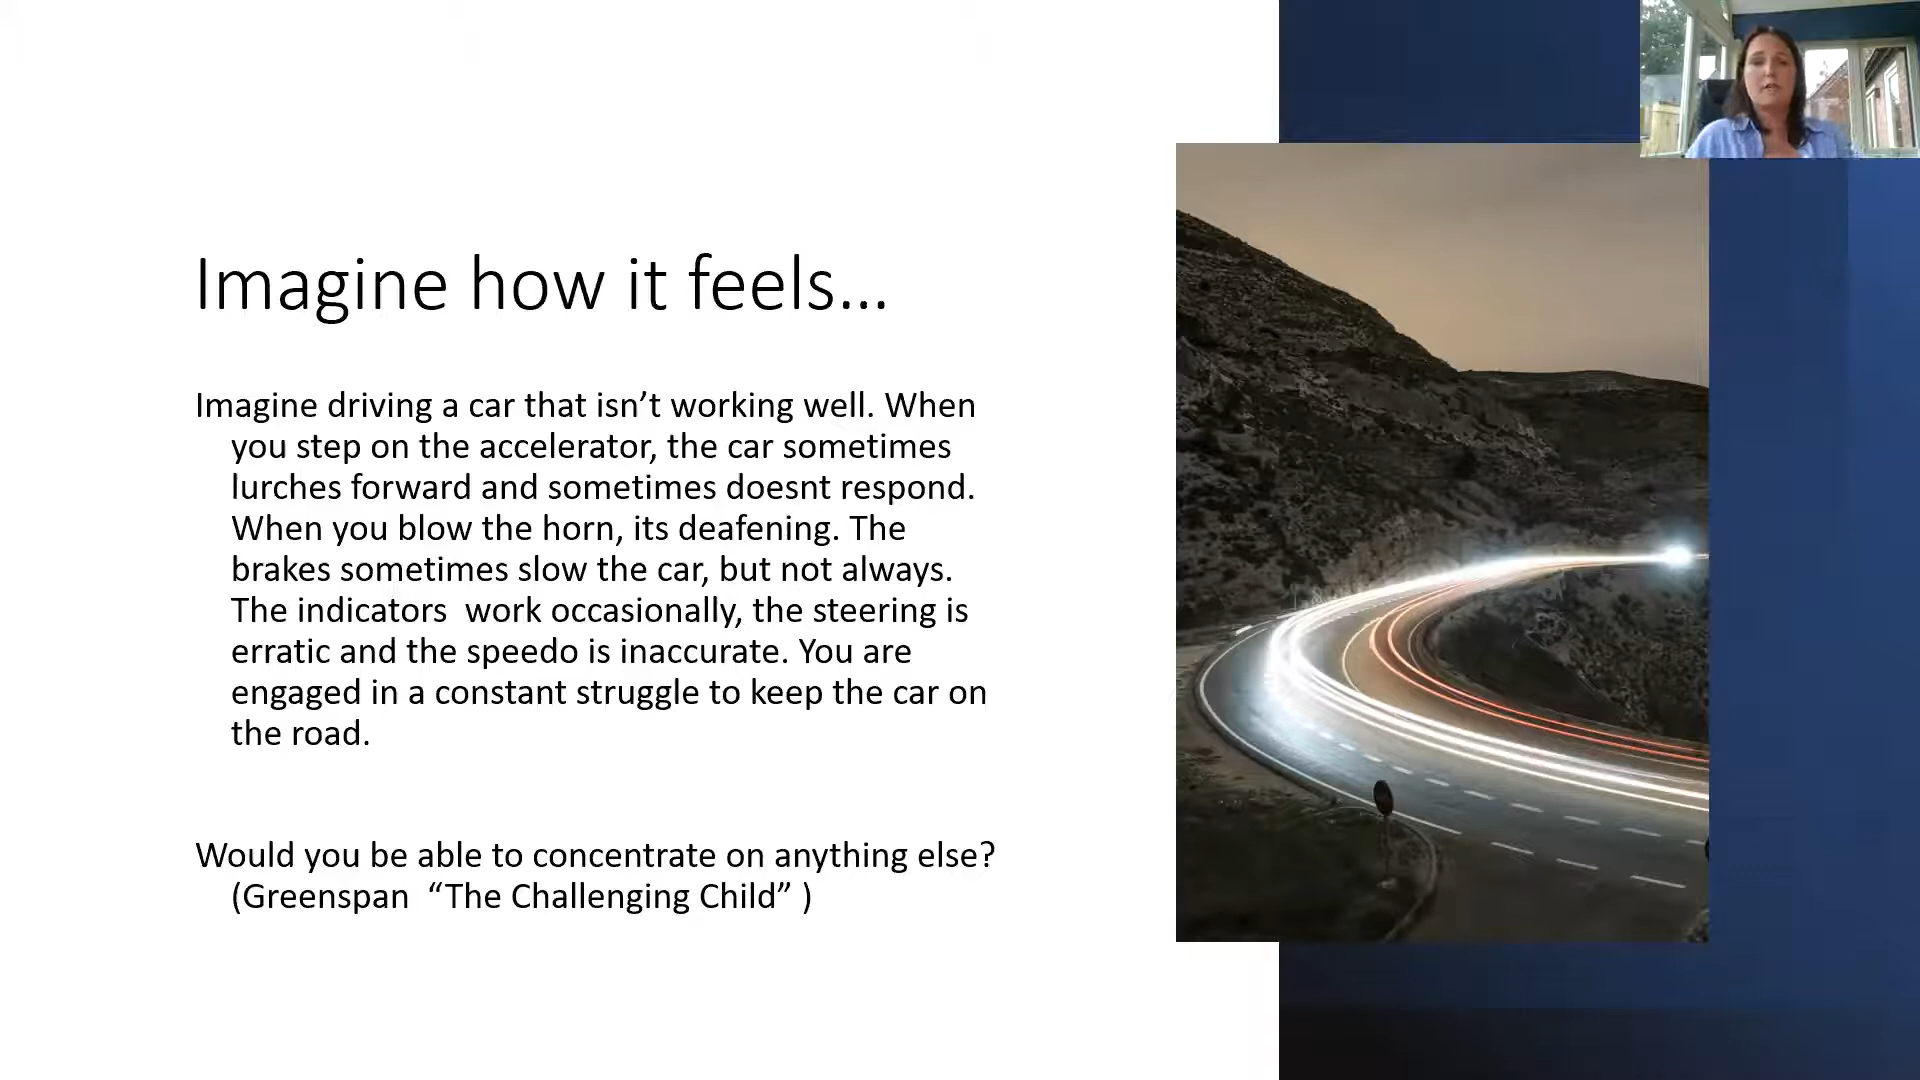 Imagine how it feels...
Imagine driving a car that isn’t working well. When
you step on the accelerator, the car sometimes
lurches forward and sometimes doesnt respond.
When you blow the horn, its deafening. The
brakes sometimes slow the car, but not always.
The indicators  work occasionally, the steering is
erratic and the speedo is inaccurate. You are
engaged in a constant struggle to keep the car on
the road.
Would you be able to concentrate on anything else?
(Greenspan  “The Challenging Child” )